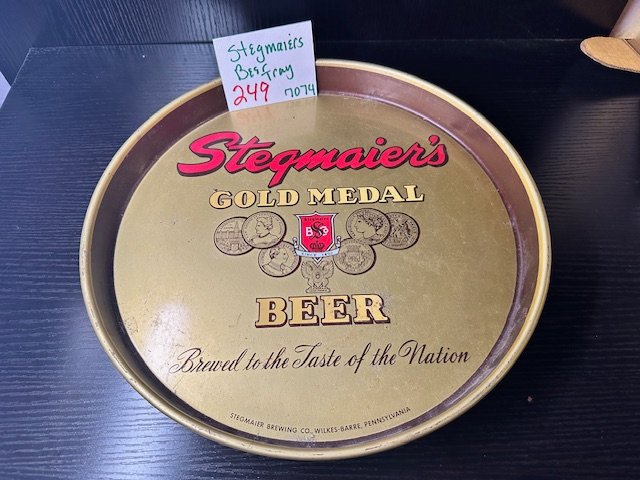 Stegmaiers
Beer Tray
249 7074
Stegmaier's
GOLD MEDAL
BEER
Brewed to the Taste of the Nation
STEGMAIER BREWING CO. WILKES-BARRE, PENNSYLVANIA